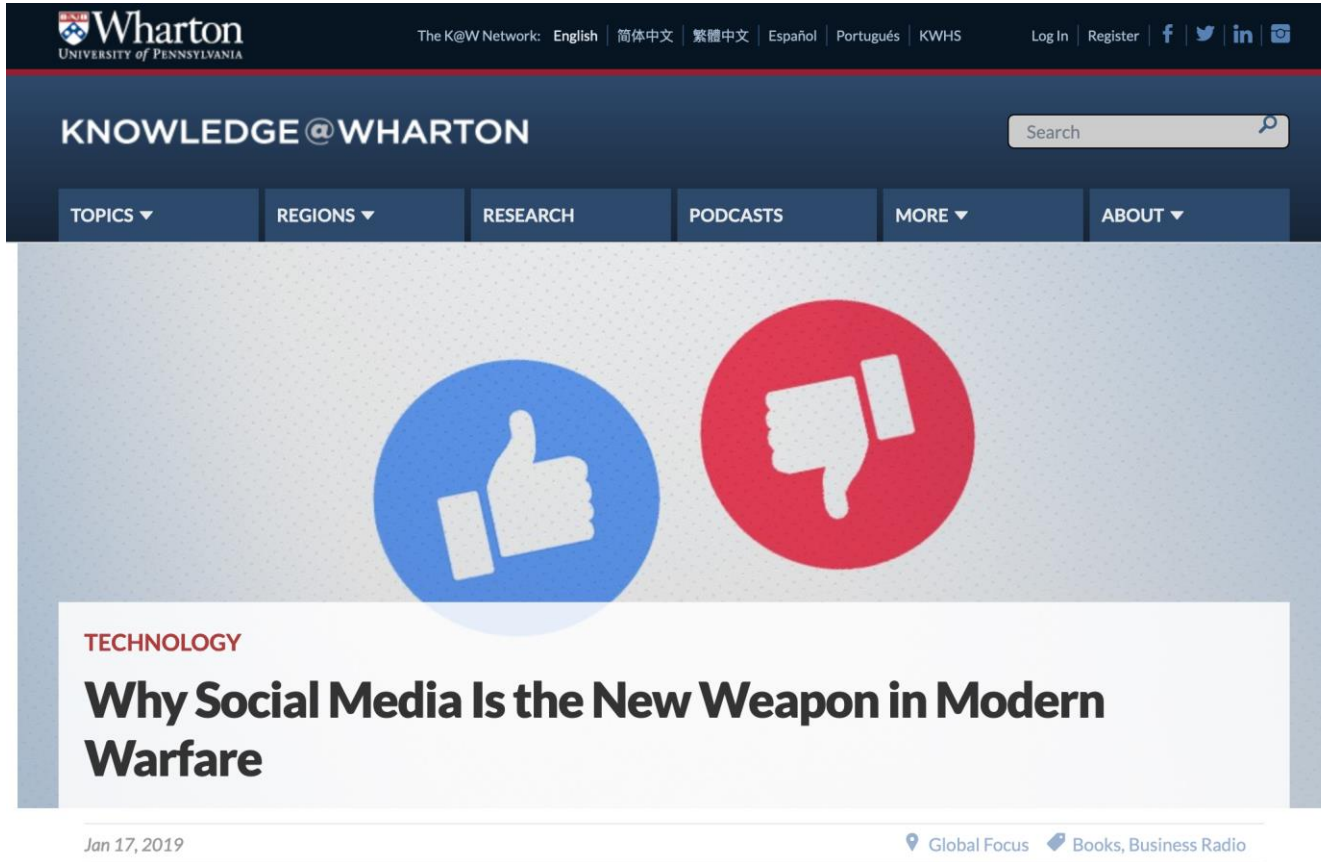 Wharton
UNIVERSITY of PENNSYLVANIA
The K@W Network: English 简体中文 繁體中文 Español Portugués KWHS Log In Register
KNOWLEDGE@WHARTON
Search
TOPICS REGIONS RESEARCH PODCASTS MORE ABOUT
TECHNOLOGY
Why Social Media Is the New Weapon in Modern
Warfare
Jan 17, 2019 Global Focus Books, Business Radio